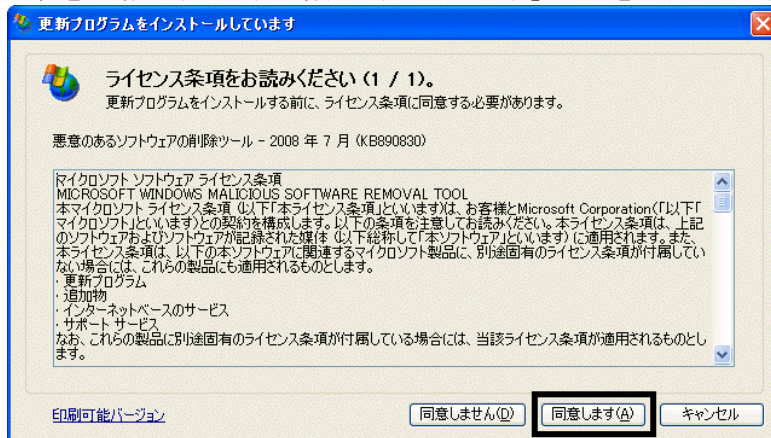 更新プログラムをインストールしています
ライセンス条項をお読みください (1 / 1)。
更新プログラムをインストールする前に、ライセンス条項に同意する必要があります。
悪意のあるソフトウェアの削除ツール - 2008 年 7 月 (KB890830)
マイクロソフト ソフトウェア ライセンス条項
MICROSOFT WINDOWS MALICIOUS SOFTWARE REMOVAL TOOL
本マイクロソフト ライセンス条項 (以下「本ライセンス条項」といいます)は、お客様とMicrosoft Corporation(「以下「
マイクロソフト」といいます)との契約を構成します。以下の条項を注意してお読みください。本ライセンス条項は、上記
のソフトウェアおよびソフトウェアが記録された媒体 (以下総称して「本ソフトウェア」といいます) に適用されます。また、
本ライセンス条項は、以下の本ソフトウェアに関連するマイクロソフト製品に、別途固有のライセンス条項が付属してい
ない場合には、これらの製品にも適用されるものとします。
・更新プログラム
・追加物
・インターネットベースのサービス
・サポート サービス
なお、これらの製品に別途固有のライセンス条項が付属している場合には、当該ライセンス条項が適用されるものとし
ます。
印刷可能バージョン
同意しません(D)
同意します(A)
キャンセル